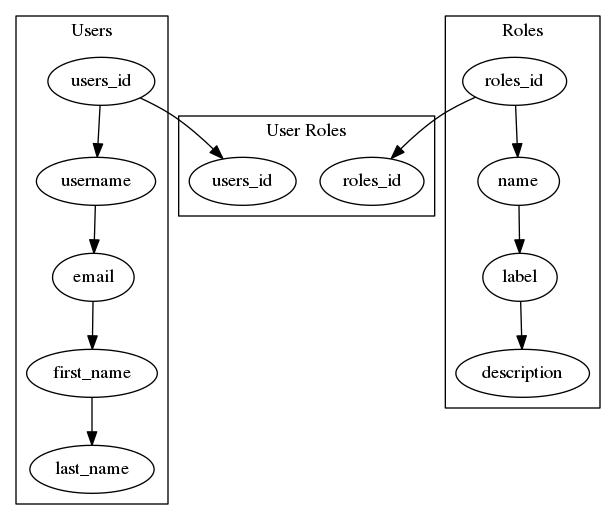 Users
users_id
username
email
first_name
last_name
User Roles
users_id
roles_id
Roles
roles_id
name
label
description